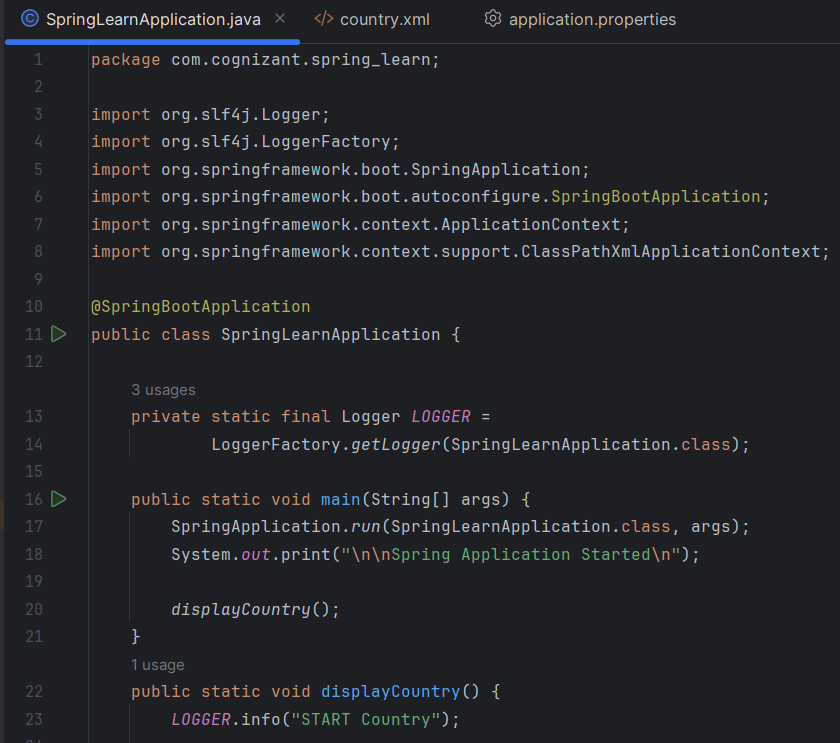 SpringLearnApplication.java × </> country.xml application.properties
1 package com.cognizant.spring_learn;
2
3 import org.slf4j.Logger;
4 import org.slf4j.LoggerFactory;
5 import org.springframework.boot.SpringApplication;
6 import org.springframework.boot.autoconfigure.SpringBootApplication;
7 import org.springframework.context.ApplicationContext;
8 import org.springframework.context.support.ClassPathXmlApplicationContext;
9
10 @SpringBootApplication
11 public class SpringLearnApplication {
12
3 usages
13 private static final Logger LOGGER =
14 LoggerFactory.getLogger(SpringLearnApplication.class);
15
16 public static void main(String[] args) {
17 SpringApplication.run(SpringLearnApplication.class, args);
18 System.out.print("\n\nSpring Application Started\n");
19
20 displayCountry();
21 }
1 usage
22 public static void displayCountry() {
23 LOGGER.info("START Country");